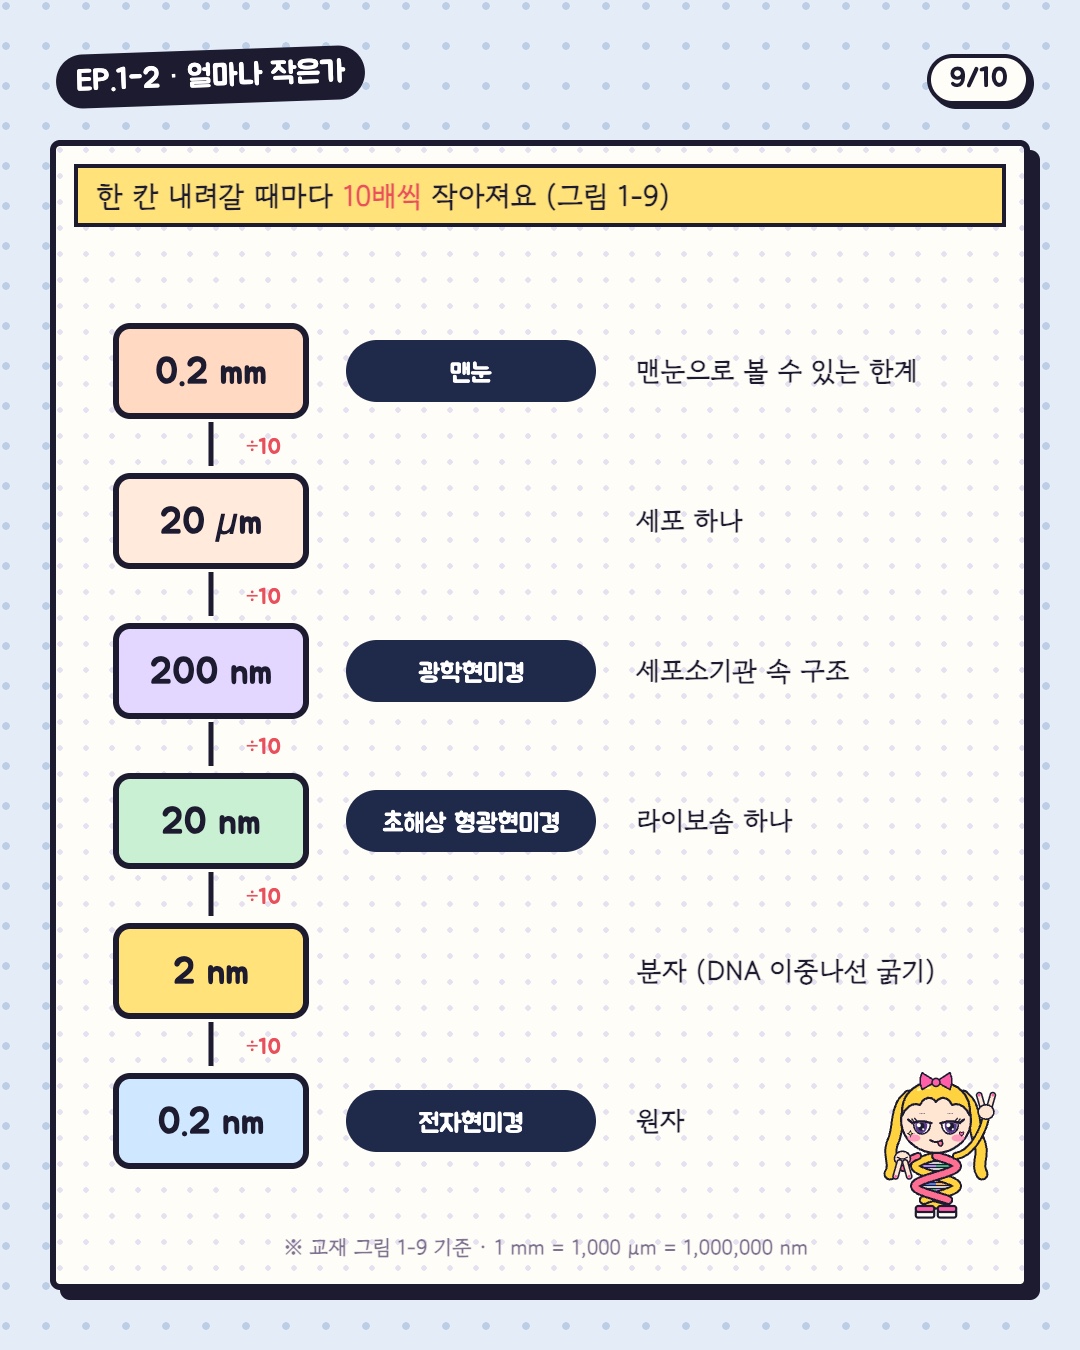 EP.1-2 · 얼마나 작은가
9/10
한 칸 내려갈 때마다 10배씩 작아져요 (그림 1-9)
0.2 mm 맨눈 맨눈으로 볼 수 있는 한계
÷10
20 μm 세포 하나
÷10
200 nm 광학현미경 세포소기관 속 구조
÷10
20 nm 초해상 형광현미경 라이보솜 하나
÷10
2 nm 분자 (DNA 이중나선 굵기)
÷10
0.2 nm 전자현미경 원자
※ 교재 그림 1-9 기준 · 1 mm = 1,000 μm = 1,000,000 nm